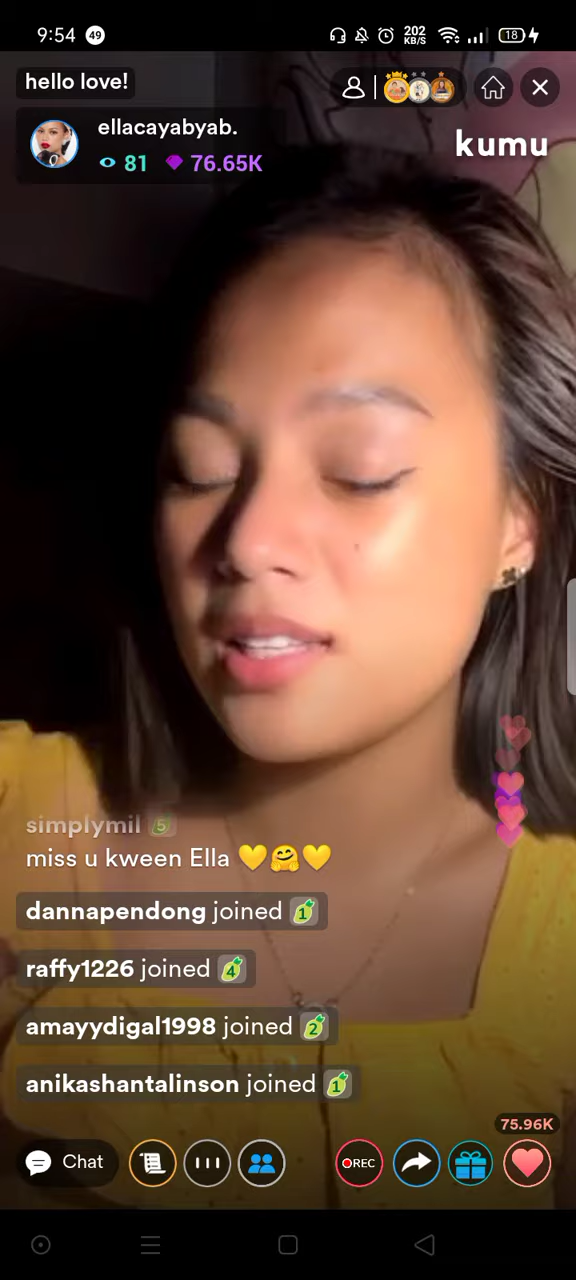 9:54 49 202 KB/S 18
hello love!
ellacayabyab.
81 76.65K
kumu
simplymil 5
miss u kween Ella 💛🤗💛
dannapendong joined 1
raffy1226 joined 4
amayydigal1998 joined 2
anikashantalinson joined 1
75.96K
Chat REC